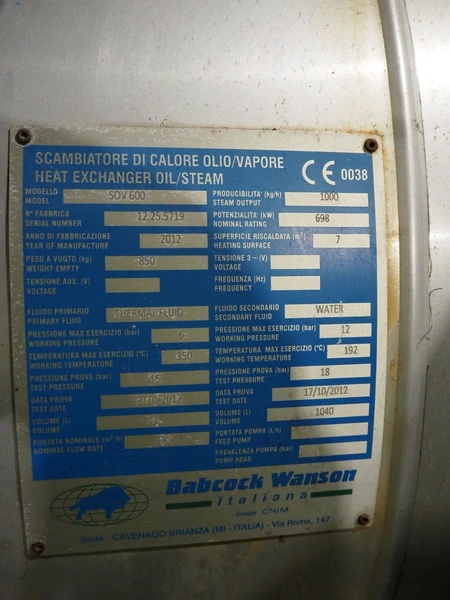 SCAMBIATORE DI CALORE OLIO/VAPORE
HEAT EXCHANGER OIL/STEAM
CE 0038
MODELLO
MODEL
SOV 600
N° FABBRICA
SERIAL NUMBER
12.25.5719
ANNO DI FABBRICAZIONE
YEAR OF MANUFACTURE
2012
PESO A VUOTO (kg)
WEIGHT EMPTY
850
TENSIONE AUX. (V)
VOLTAGE
FLUIDO PRIMARIO
PRIMARY FLUID
THERMAL FLUID
PRESSIONE MAX ESERCIZIO (bar)
WORKING PRESSURE
6
TEMPERATURA MAX ESERCIZIO (°C)
WORKING TEMPERATURE
350
PRESSIONE PROVA (bar)
TEST PRESSURE
DATA PROVA
TEST DATE
VOLUME (L)
VOLUME
PORTATA NOMINALE (m³/h)
NOMINAL FLOW RATE
PRODUCIBILITA' (kg/h)
STEAM OUTPUT
1000
POTENZIALITA' (kW)
NOMINAL RATING
698
SUPERFICIE RISCALDATA (m²)
HEATING SURFACE
7
TENSIONE 3~(V)
VOLTAGE
FREQUENZA (Hz)
FREQUENCY
FLUIDO SECONDARIO
SECONDARY FLUID
WATER
PRESSIONE MAX ESERCIZIO (bar)
WORKING PRESSURE
12
TEMPERATURA MAX ESERCIZIO (°C)
WORKING TEMPERATURE
192
PRESSIONE PROVA (bar)
TEST PRESSURE
18
DATA PROVA
TEST DATE
17/10/2012
VOLUME (L)
VOLUME
1040
PORTATA POMPA (L/h)
FEED PUMP
PREVALENZA POMPA (bar)
PUMP HEAD
Babcock Wanson
Italiana
Groupe CNIM
Sede: CAVENAGO BRIANZA (MI - ITALIA) - Via Roma, 147